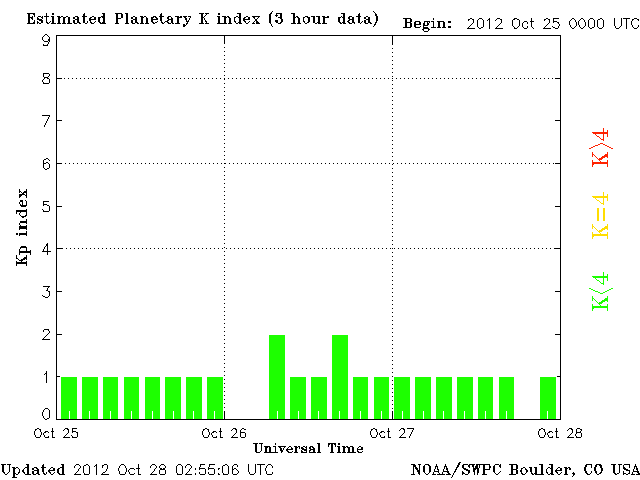 Estimated Planetary K index (3 hour data) Begin: 2012 Oct 25 0000 UTC
9
8
7
6
5
4
3
2
1
0
Kp index
K>4
K=4
K<4
Oct 25 Oct 26 Oct 27 Oct 28
Universal Time
Updated 2012 Oct 28 02:55:06 UTC NOAA/SWPC Boulder, CO USA